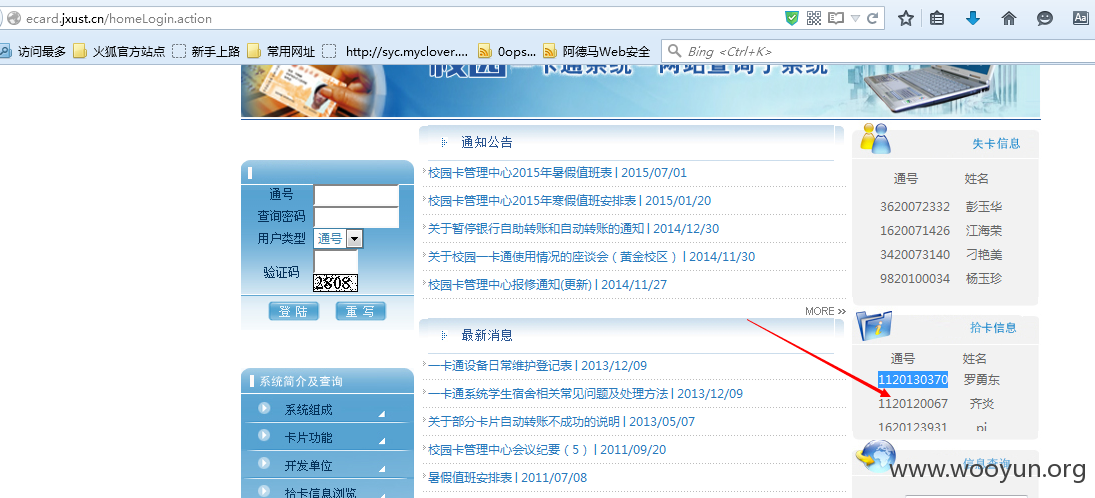 ecard.jxust.cn/homeLogin.action
访问最多 火狐官方站点 新手上路 常用网址 http://syc.myclover.... 0ops... 阿德马Web安全 Bing <Ctrl+K>
校园一卡通系统 网站查询子系统
通号
查询密码
用户类型 通号
验证码
2808
登 陆 重 写
系统简介及查询
系统组成
卡片功能
开发单位
拾卡信息浏览
通知公告
校园卡管理中心2015年暑假值班表 | 2015/07/01
校园卡管理中心2015年寒假值班安排表 | 2015/01/20
关于暂停银行自助转账和自动转账的通知 | 2014/12/30
关于校园一卡通使用情况的座谈会（黄金校区） | 2014/11/30
校园卡管理中心报修通知(更新) | 2014/11/27
MORE »
最新消息
一卡通设备日常维护登记表 | 2013/12/09
一卡通系统学生宿舍相关常见问题及处理方法 | 2013/12/09
关于部分卡片自动转账不成功的说明 | 2013/05/07
校园卡管理中心会议纪要（5） | 2011/09/20
暑假值班安排表 | 2011/07/08
失卡信息
通号 姓名
3620072332 彭玉华
1620071426 江海荣
3420073140 刁艳美
9820100034 杨玉珍
拾卡信息
通号 姓名
1120130370 罗勇东
1120120067 齐炎
1620123931 pj
信息查询
www.wooyun.org